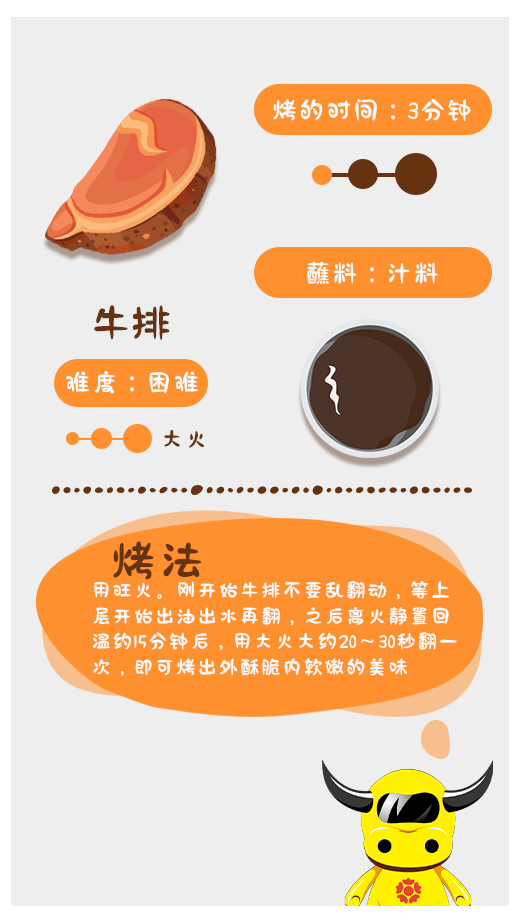 烤的时间：3分钟
蘸料：汁料
牛排
难度：困难
大火
烤法
用旺火。刚开始牛排不要乱翻动，等上
层开始出油出水再翻，之后离火静置回
温约15分钟后，用大火大约20～30秒翻一
次，即可烤出外酥脆内软嫩的美味